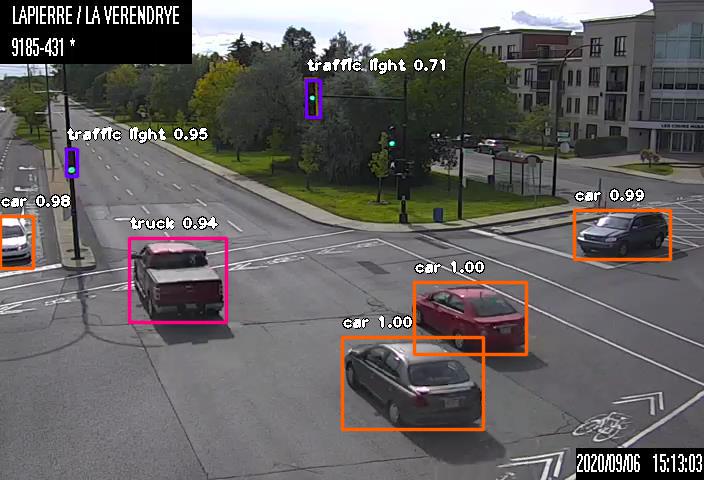 LAPIERRE / LA VERENDRYE
9185-431 *
traffic light 0.71
traffic light 0.95
car 0.98
truck 0.94
car 0.99
car 1.00
car 1.00
2020/09/06 15:13:03